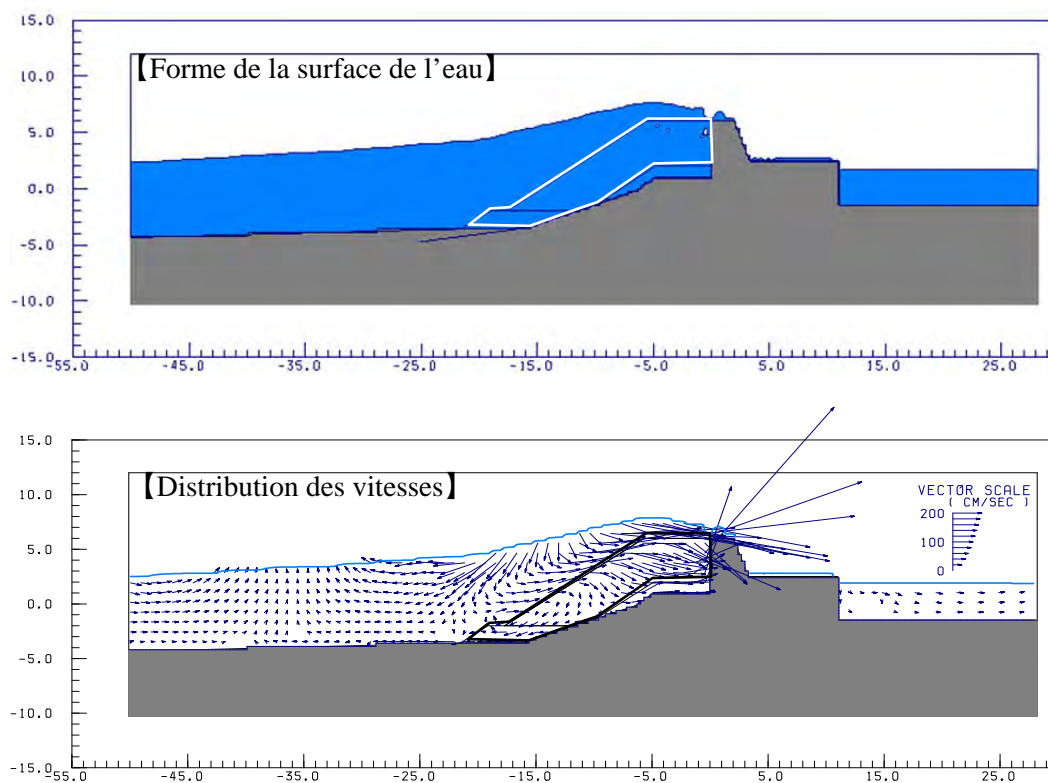 15.0
【Forme de la surface de l’eau】
10.0
5.0
0.0
-5.0
-10.0
-15.0
-55.0 -45.0 -35.0 -25.0 -15.0 -5.0 5.0 15.0 25.0
15.0
【Distribution des vitesses】
10.0
VECTOR SCALE
( CM/SEC )
200
100
0
5.0
0.0
-5.0
-10.0
-15.0
-55.0 -45.0 -35.0 -25.0 -15.0 -5.0 5.0 15.0 25.0